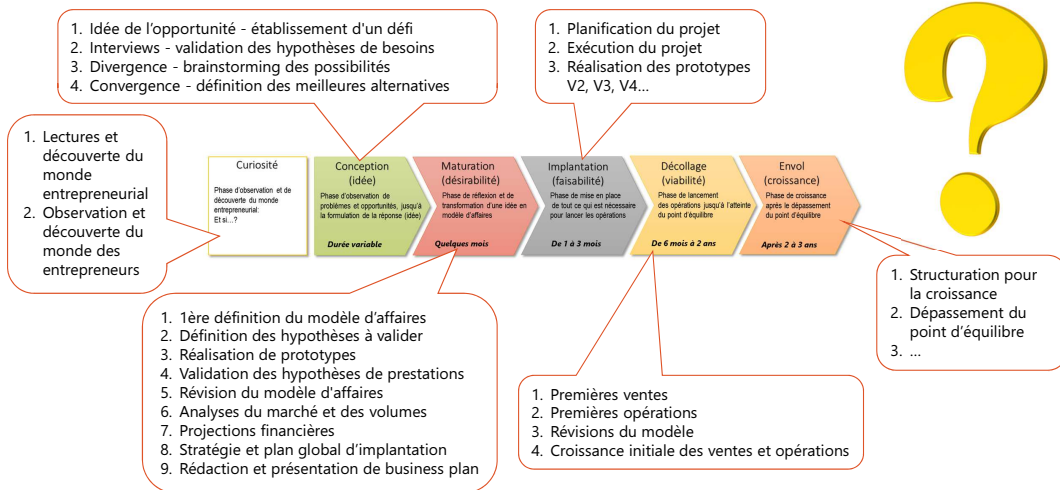 1. Idée de l'opportunité - établissement d'un défi
2. Interviews - validation des hypothèses de besoins
3. Divergence - brainstorming des possibilités
4. Convergence - définition des meilleures alternatives
1. Planification du projet
2. Exécution du projet
3. Réalisation des prototypes
V2, V3, V4...
?
1. Lectures et
découverte du
monde
entrepreneurial
2. Observation et
découverte du
monde des
entrepreneurs
Curiosité
Phase d'observation et de
découverte du monde
entrepreneurial:
Et si...?
Conception
(idée)
Phase d'observation de
problèmes et opportunités, jusqu'à
la formulation de la réponse (idée)
Durée variable
Maturation
(désirabilité)
Phase de réflexion et de
transformation d'une idée en
modèle d'affaires
Quelques mois
Implantation
(faisabilité)
Phase de mise en place
de tout ce qui est nécessaire
pour lancer les opérations
De 1 à 3 mois
Décollage
(viabilité)
Phase de lancement
des opérations jusqu'à l'atteinte
du point d'équilibre
De 6 mois à 2 ans
Envol
(croissance)
Phase de croissance
après le dépassement
du point d'équilibre
Après 2 à 3 ans
1. Structuration pour
la croissance
2. Dépassement du
point d'équilibre
3. ...
1. 1ère définition du modèle d'affaires
2. Définition des hypothèses à valider
3. Réalisation de prototypes
4. Validation des hypothèses de prestations
5. Révision du modèle d'affaires
6. Analyses du marché et des volumes
7. Projections financières
8. Stratégie et plan global d'implantation
9. Rédaction et présentation de business plan
1. Premières ventes
2. Premières opérations
3. Révisions du modèle
4. Croissance initiale des ventes et opérations